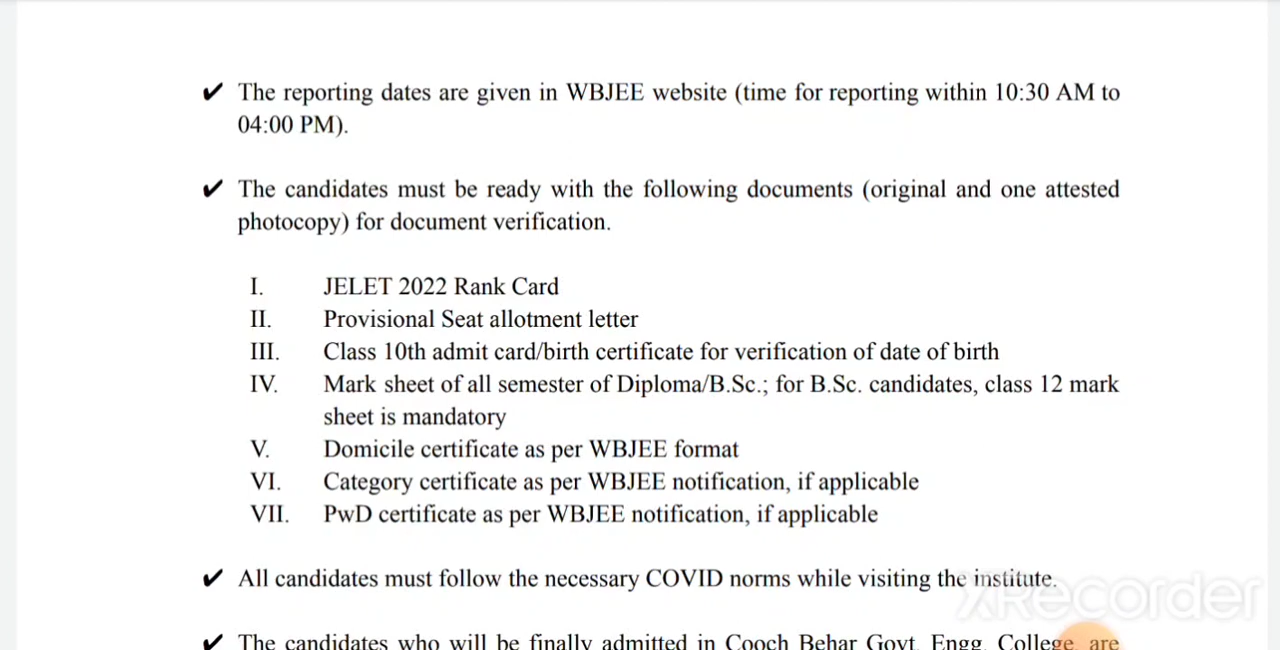 ✔ The reporting dates are given in WBJEE website (time for reporting within 10:30 AM to
04:00 PM).
✔ The candidates must be ready with the following documents (original and one attested
photocopy) for document verification.
I. JELET 2022 Rank Card
II. Provisional Seat allotment letter
III. Class 10th admit card/birth certificate for verification of date of birth
IV. Mark sheet of all semester of Diploma/B.Sc.; for B.Sc. candidates, class 12 mark
sheet is mandatory
V. Domicile certificate as per WBJEE format
VI. Category certificate as per WBJEE notification, if applicable
VII. PwD certificate as per WBJEE notification, if applicable
✔ All candidates must follow the necessary COVID norms while visiting the institute.
XRecorder
✔ The candidates who will be finally admitted in Cooch Behar Govt. Engg. College are